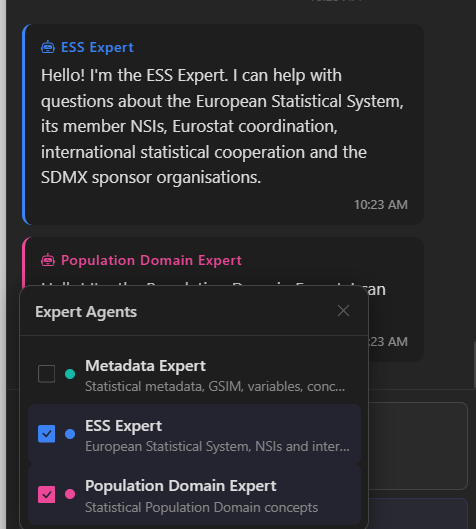 ESS Expert
Hello! I'm the ESS Expert. I can help with
questions about the European Statistical System,
its member NSIs, Eurostat coordination,
international statistical cooperation and the
SDMX sponsor organisations.
10:23 AM
Population Domain Expert
can
Expert Agents
:23 AM
Metadata Expert
Statistical metadata, GSIM, variables, conc...
ESS Expert
European Statistical System, NSIs and inter...
Population Domain Expert
Statistical Population Domain concepts